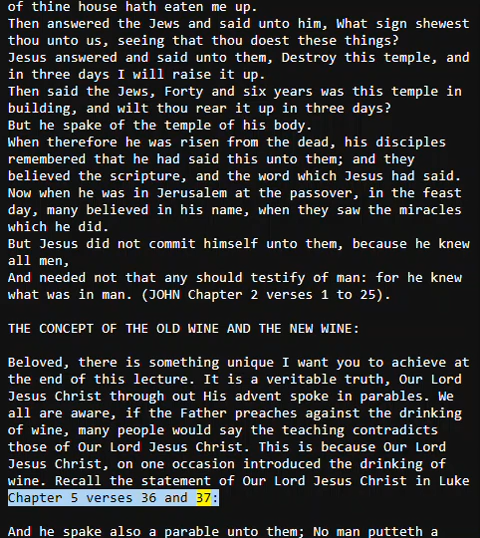 of thine house hath eaten me up.
Then answered the Jews and said unto him, What sign shewest
thou unto us, seeing that thou doest these things?
Jesus answered and said unto them, Destroy this temple, and
in three days I will raise it up.
Then said the Jews, Forty and six years was this temple in
building, and wilt thou rear it up in three days?
But he spake of the temple of his body.
When therefore he was risen from the dead, his disciples
remembered that he had said this unto them; and they
believed the scripture, and the word which Jesus had said.
Now when he was in Jerusalem at the passover, in the feast
day, many believed in his name, when they saw the miracles
which he did.
But Jesus did not commit himself unto them, because he knew
all men,
And needed not that any should testify of man: for he knew
what was in man. (JOHN Chapter 2 verses 1 to 25).
THE CONCEPT OF THE OLD WINE AND THE NEW WINE:
Beloved, there is something unique I want you to achieve at
the end of this lecture. It is a veritable truth, Our Lord
Jesus Christ through out His advent spoke in parables. We
all are aware, if the Father preaches against the drinking
of wine, many people would say the teaching contradicts
those of Our Lord Jesus Christ. This is because Our Lord
Jesus Christ, on one occasion introduced the drinking of
wine. Recall the statement of Our Lord Jesus Christ in Luke
Chapter 5 verses 36 and 37:
And he spake also a parable unto them; No man putteth a